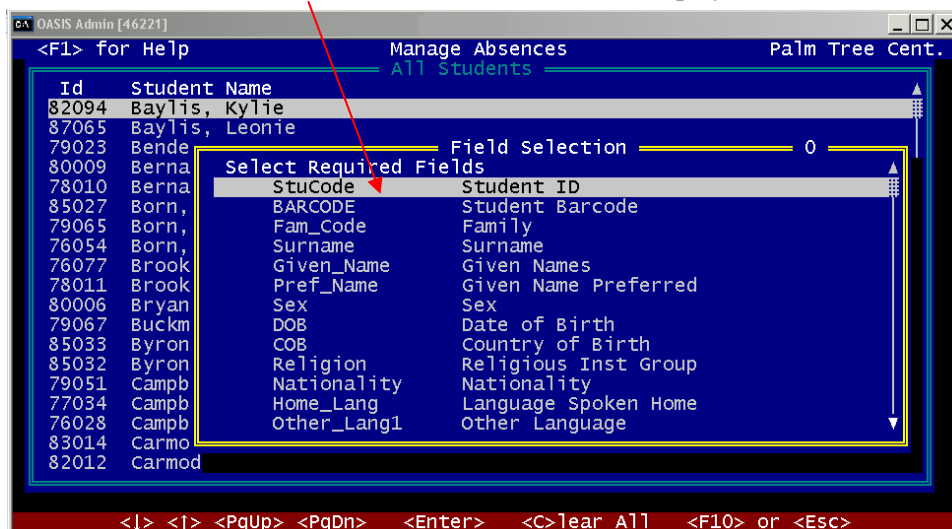 OASIS Admin [46221]
<F1> for Help Manage Absences Palm Tree Cent.
All Students
Id Student Name
82094 Baylis, Kylie
87065 Baylis, Leonie
79023 Bende
80009 Berna
78010 Berna
85027 Born,
79065 Born,
76054 Born,
76077 Brook
78011 Brook
80006 Bryan
79067 Buckm
85033 Byron
85032 Byron
79051 Campb
77034 Campb
76028 Campb
83014 Carmo
82012 Carmod
Field Selection 0
Select Required Fields
StuCode Student ID
BARCODE Student Barcode
Fam_Code Family
Surname Surname
Given_Name Given Names
Pref_Name Given Name Preferred
Sex Sex
DOB Date of Birth
COB Country of Birth
Religion Religious Inst Group
Nationality Nationality
Home_Lang Language Spoken Home
Other_Lang1 Other Language
<↓> <↑> <PgUp> <PgDn> <Enter> <C>lear All <F10> or <Esc>